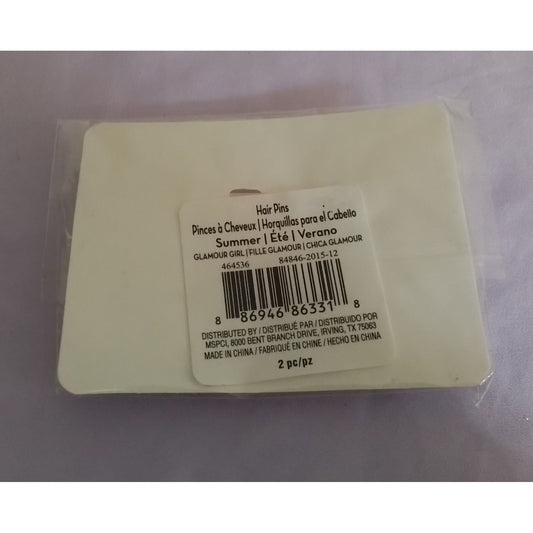 Hair Pins
Pinces à Cheveux | Horquillas para el Cabello
Summer | Été | Verano
GLAMOUR GIRL | FILLE GLAMOUR | CHICA GLAMOUR
464536 84846-2015-12
8 86946 86331 8
DISTRIBUTED BY / DISTRIBUÉ PAR / DISTRIBUIDO POR
MSPCI, 8000 BENT BRANCH DRIVE, IRVING, TX 75063
MADE IN CHINA / FABRIQUÉ EN CHINE / HECHO EN CHINA
2 pc/pz